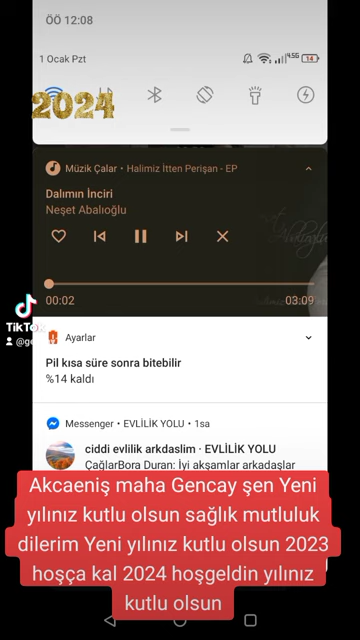 ÖÖ 12:08
1 Ocak Pzt
4.5G
14
2024
Müzik Çalar • Halimiz İtten Perişan - EP
Dalımın İnciri
Neşet Abalıoğlu
00:02
03:09
TikTok
Ayarlar
Pil kısa süre sonra bitebilir
%14 kaldı
Messenger • EVLİLİK YOLU • 1sa
ciddi evlilik arkdaslim · EVLİLİK YOLU
ÇağlarBora Duran: İyi akşamlar arkadaşlar
Akcaeniş maha Gencay şen Yeni
yılınız kutlu olsun sağlık mutluluk
dilerim Yeni yılınız kutlu olsun 2023
hoşça kal 2024 hoşgeldin yılınız
kutlu olsun